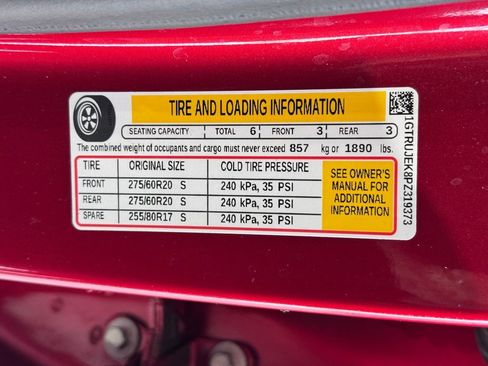 TIRE AND LOADING INFORMATION
SEATING CAPACITY TOTAL 6 FRONT 3 REAR 3
The combined weight of occupants and cargo must never exceed 857 kg or 1890 lbs.
TIRE ORIGINAL SIZE COLD TIRE PRESSURE
FRONT 275/60R20 S 240 kPa, 35 PSI
REAR 275/60R20 S 240 kPa, 35 PSI
SPARE 255/80R17 S 240 kPa, 35 PSI
SEE OWNER'S
MANUAL FOR
ADDITIONAL
INFORMATION
1GTRUJEK8PZ319373